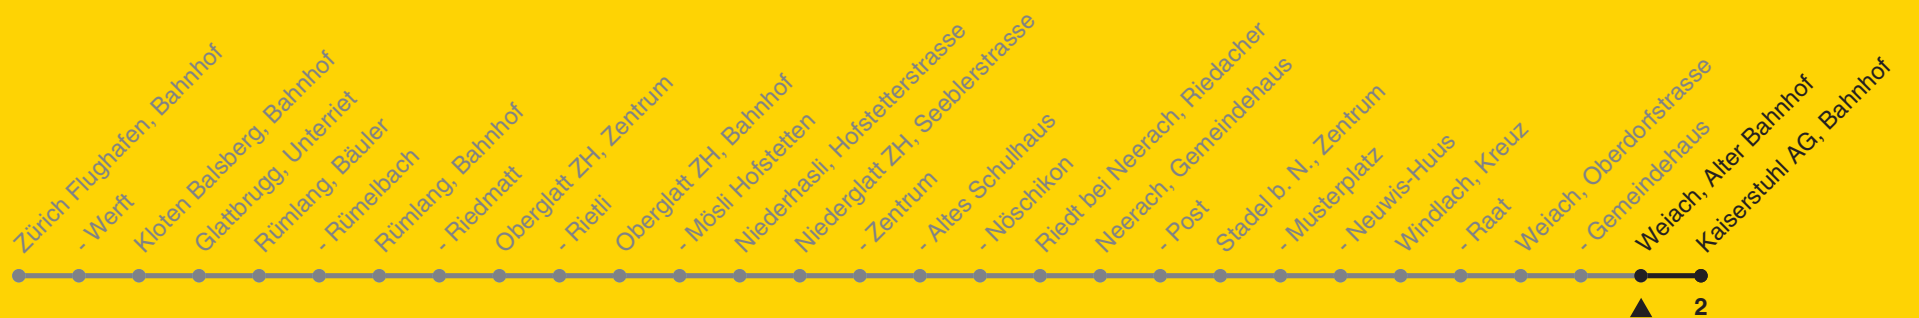 Zürich Flughafen, Bahnhof
- Werft
Kloten Balsberg, Bahnhof
Glattbrugg, Unterriet
Rümlang, Bäuler
- Rümelbach
Rümlang, Bahnhof
- Riedmatt
Oberglatt ZH, Zentrum
- Rietli
Oberglatt ZH, Bahnhof
- Mösli Hofstetten
Niederhasli, Hofstetterstrasse
Niederglatt ZH, Seeblerstrasse
- Zentrum
- Altes Schulhaus
- Nöschikon
Riedt bei Neerach, Riedacher
Neerach, Gemeindehaus
- Post
Stadel b. N., Zentrum
- Musterplatz
- Neuwis-Huus
Windlach, Kreuz
- Raat
Weiach, Oberdorfstrasse
- Gemeindehaus
Weiach, Alter Bahnhof
Kaiserstuhl AG, Bahnhof
2